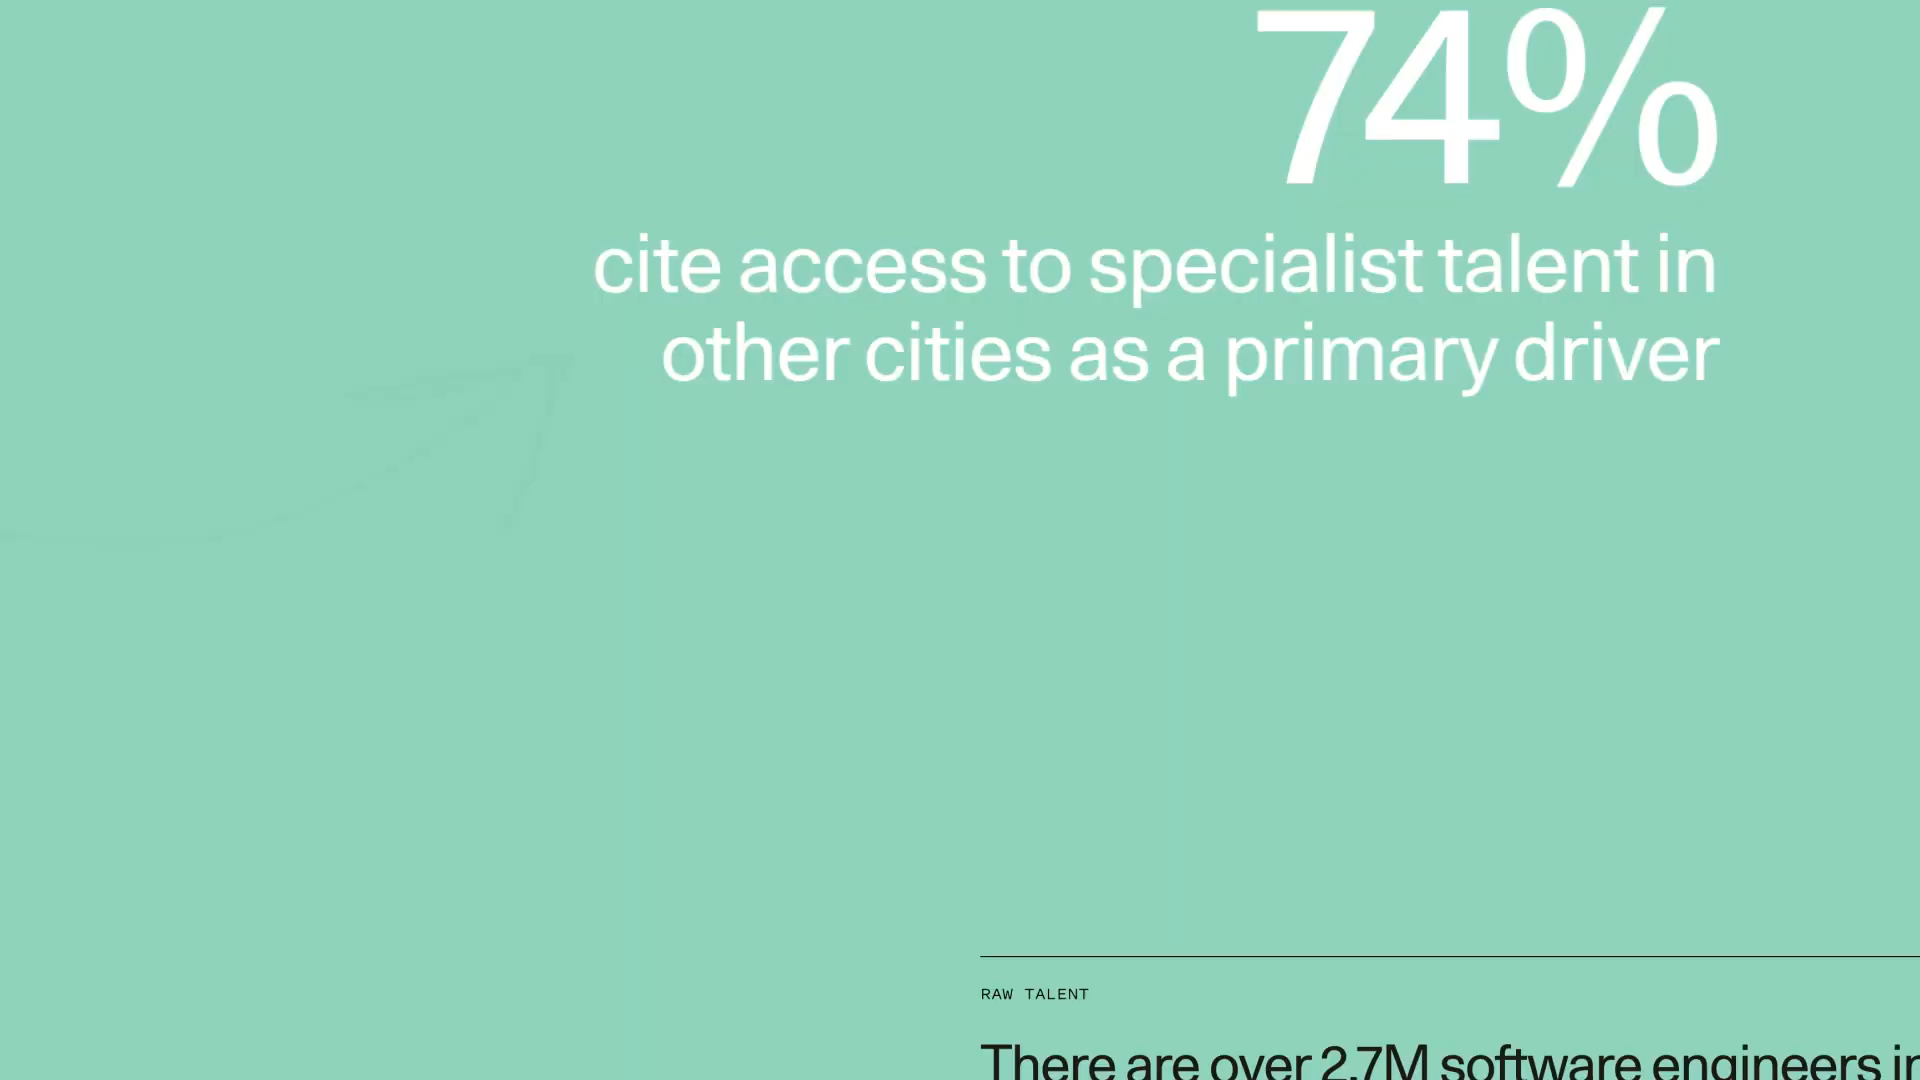 74%
cite access to specialist talent in
other cities as a primary driver
RAW TALENT
There are over 2.7M software engineers in